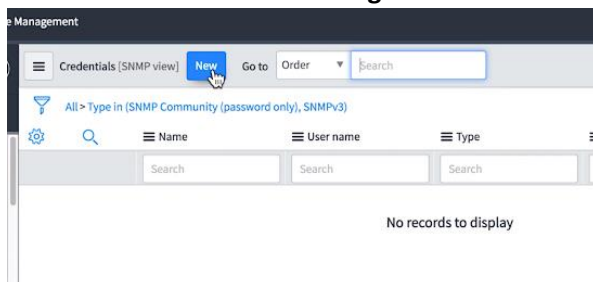 e Management
Credentials [SNMP view] New Go to Order Search
All > Type in (SNMP Community (password only), SNMPv3)
Name User name Type
Search Search Search
No records to display